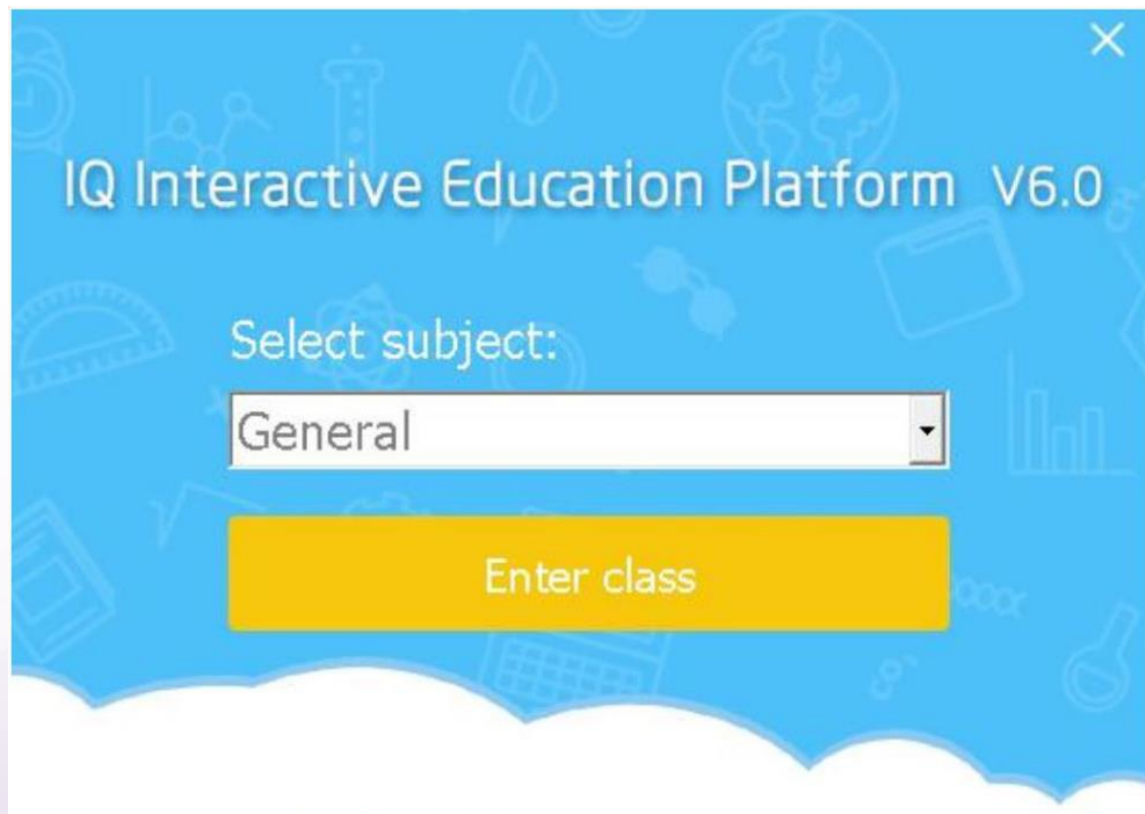 IQ Interactive Education Platform V6.0
Select subject:
General
Enter class